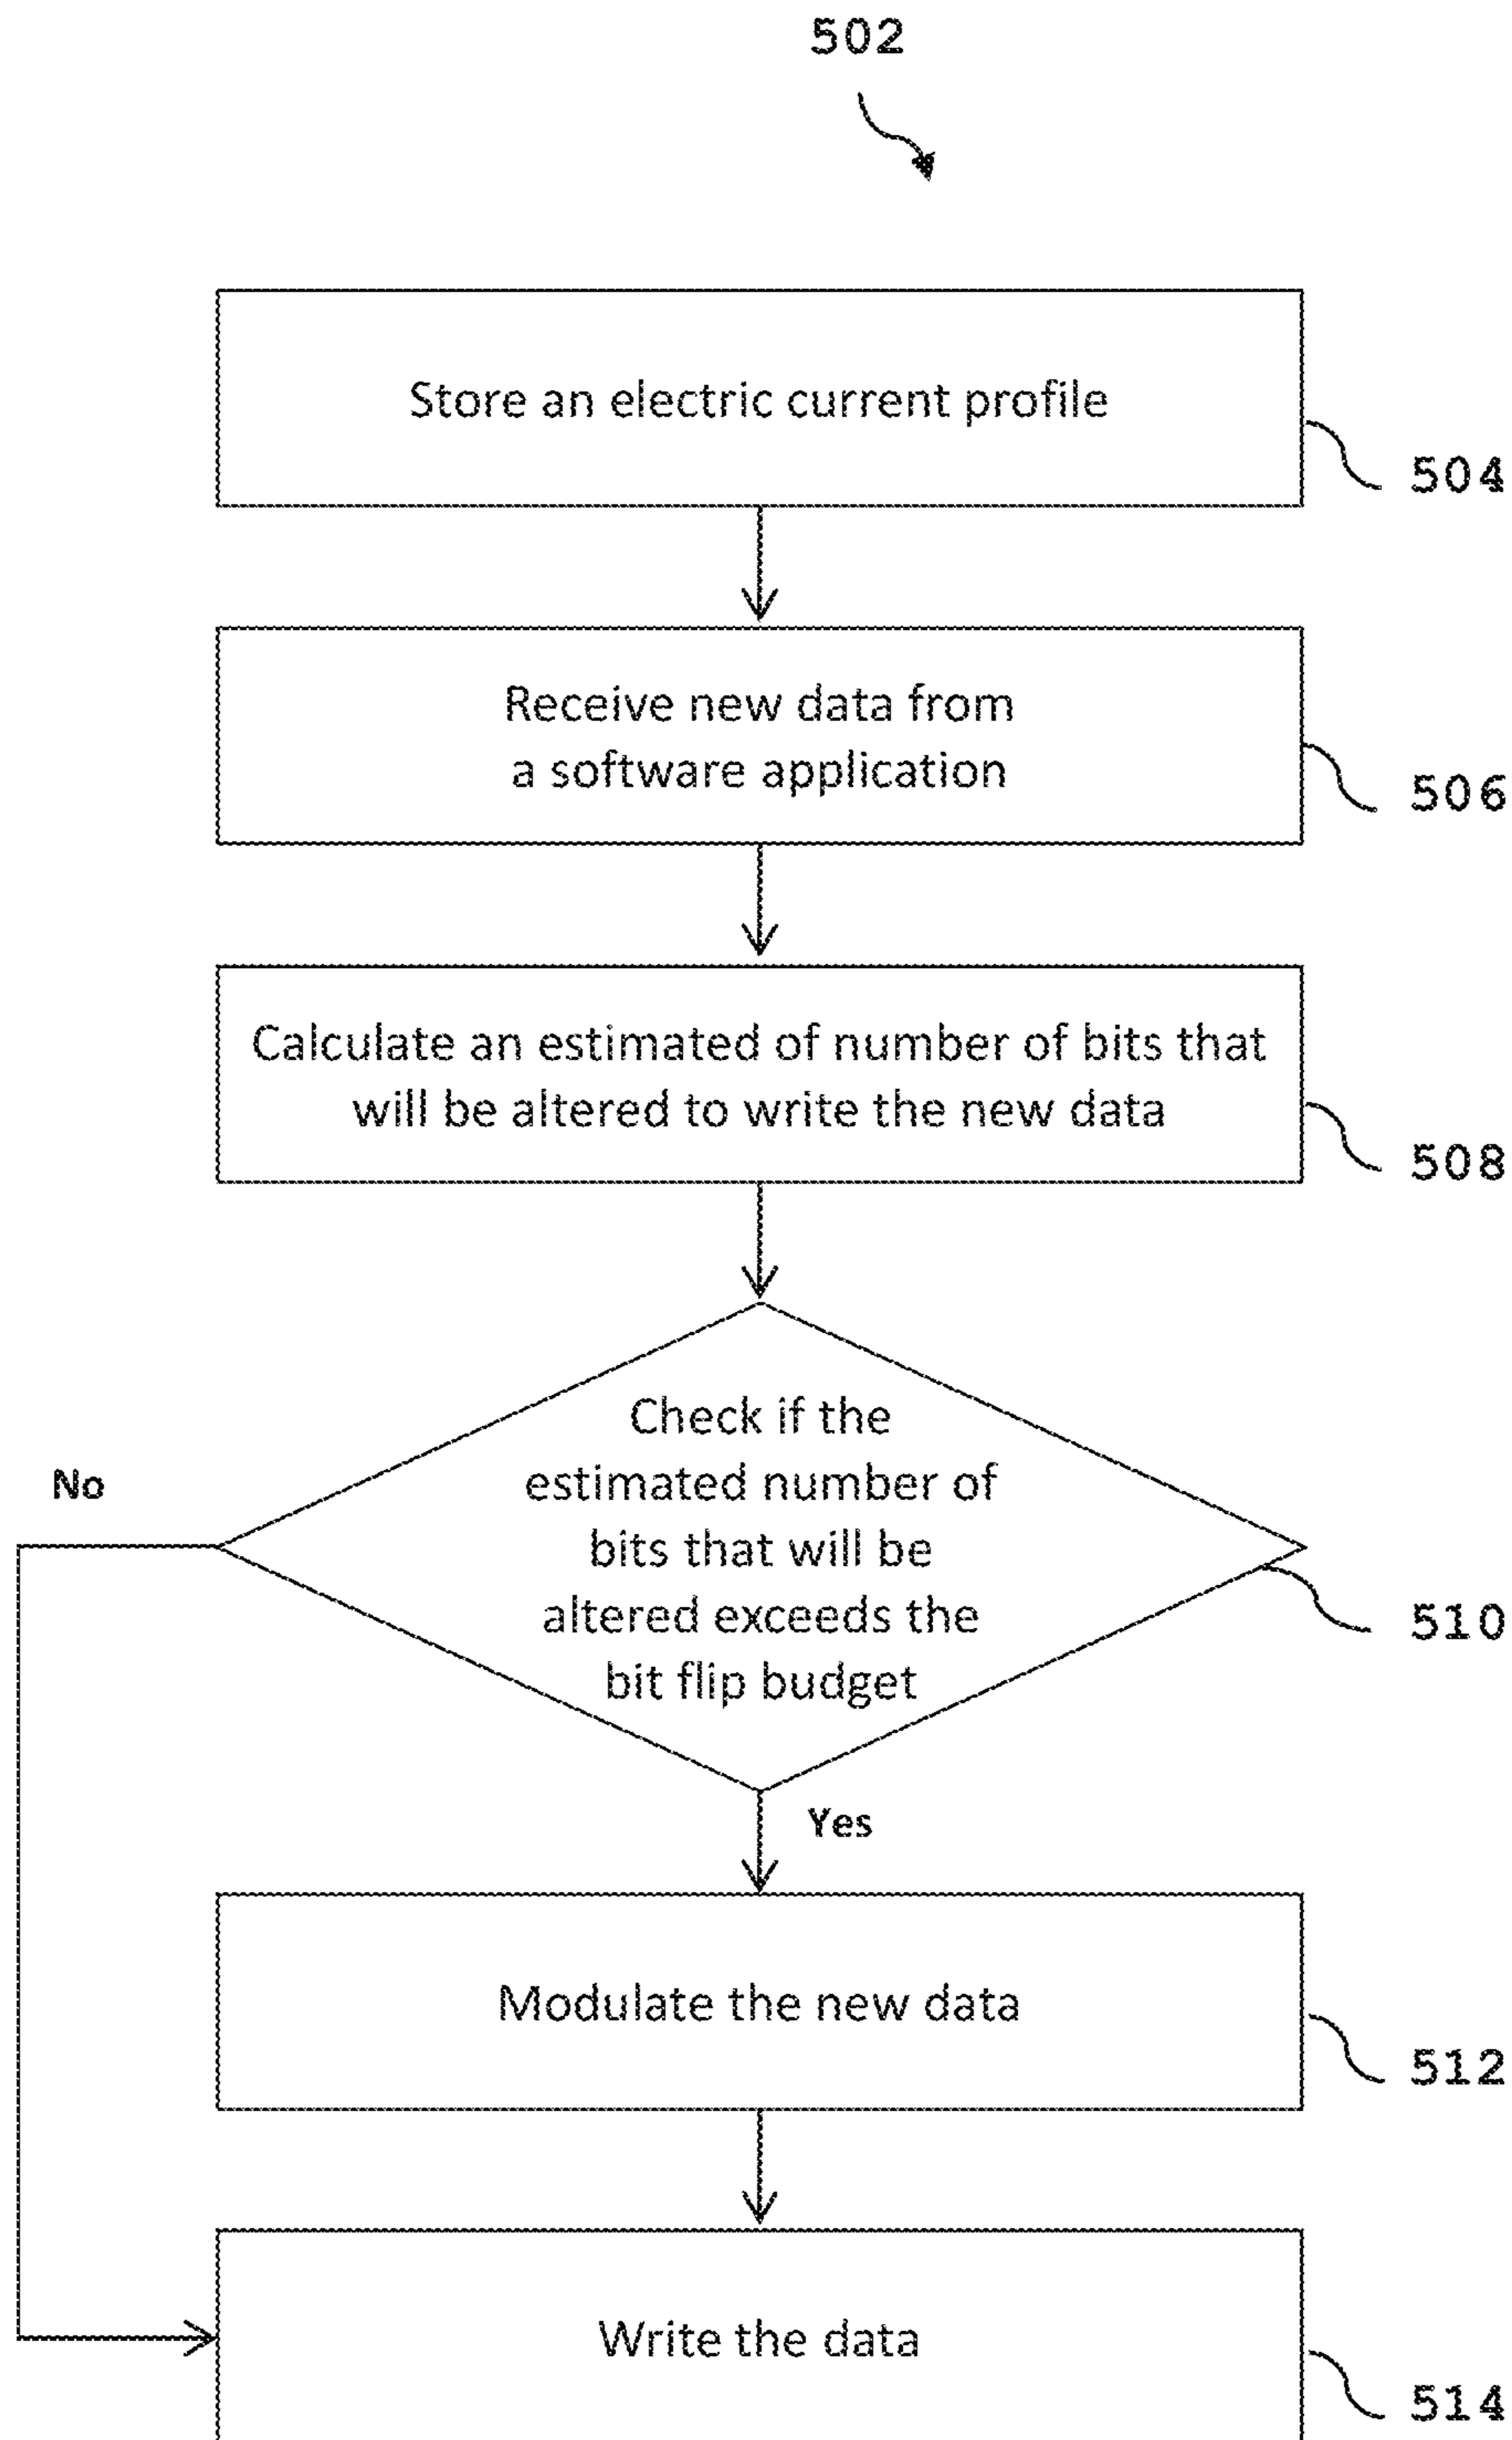 502
Store an electric current profile
504
Receive new data from
a software application
506
Calculate an estimated of number of bits that
will be altered to write the new data
508
Check if the
estimated number of
bits that will be
altered exceeds the
bit flip budget
No
510
Yes
Modulate the new data
512
Write the data
514